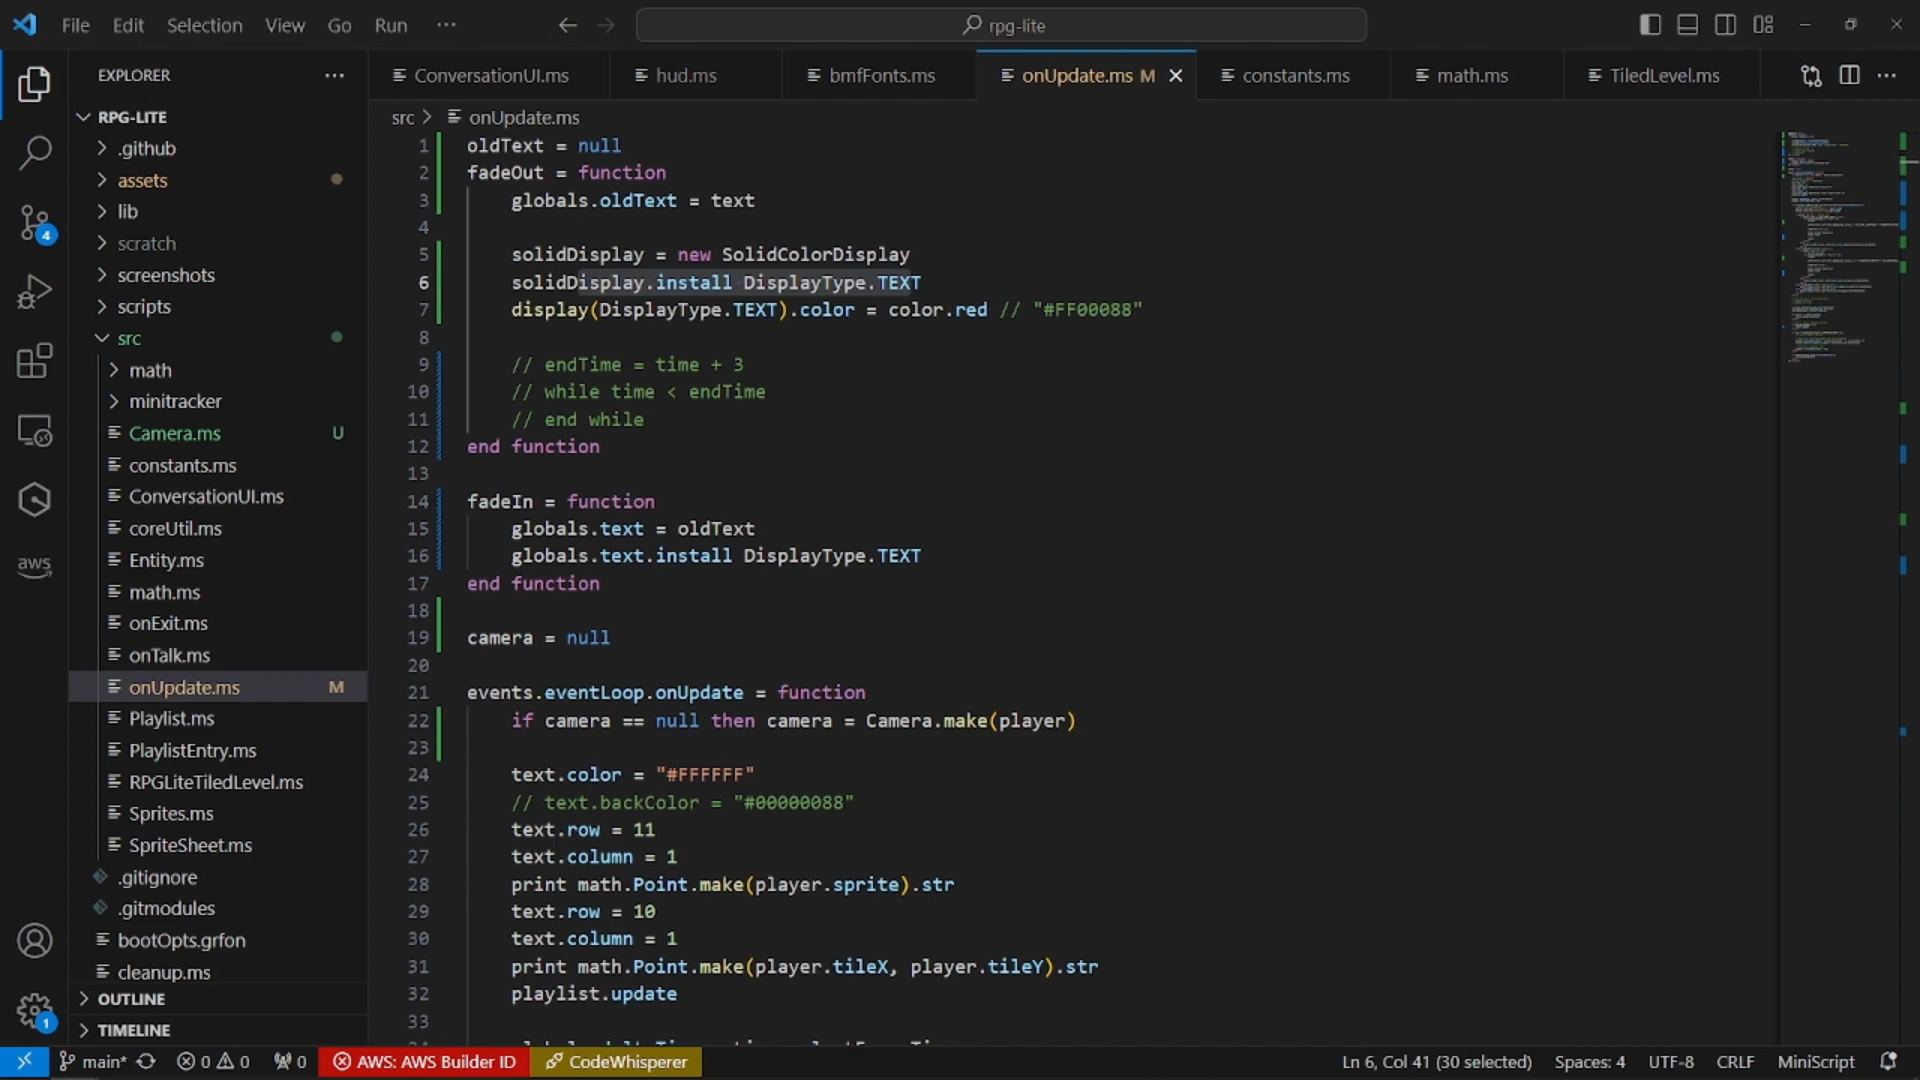 File Edit Selection View Go Run ···
rpg-lite
EXPLORER
ConversationUI.ms
hud.ms
bmfFonts.ms
onUpdate.ms M
constants.ms
math.ms
TiledLevel.ms
RPG-LITE
.github
assets
lib
scratch
screenshots
scripts
src
math
minitracker
Camera.ms U
constants.ms
ConversationUI.ms
coreUtil.ms
Entity.ms
math.ms
onExit.ms
onTalk.ms
onUpdate.ms M
Playlist.ms
PlaylistEntry.ms
RPGLiteTiledLevel.ms
Sprites.ms
SpriteSheet.ms
.gitignore
.gitmodules
bootOpts.grfon
cleanup.ms
OUTLINE
TIMELINE
4
aws
1
src > onUpdate.ms
1 oldText = null
2 fadeOut = function
3 globals.oldText = text
4
5 solidDisplay = new SolidColorDisplay
6 solidDisplay.install DisplayType.TEXT
7 display(DisplayType.TEXT).color = color.red // "#FF00088"
8
9 // endTime = time + 3
10 // while time < endTime
11 // end while
12 end function
13
14 fadeIn = function
15 globals.text = oldText
16 globals.text.install DisplayType.TEXT
17 end function
18
19 camera = null
20
21 events.eventLoop.onUpdate = function
22 if camera == null then camera = Camera.make(player)
23
24 text.color = "#FFFFFF"
25 // text.backColor = "#00000088"
26 text.row = 11
27 text.column = 1
28 print math.Point.make(player.sprite).str
29 text.row = 10
30 text.column = 1
31 print math.Point.make(player.tileX, player.tileY).str
32 playlist.update
33
main* 0 0 0 AWS: AWS Builder ID CodeWhisperer Ln 6, Col 41 (30 selected) Spaces: 4 UTF-8 CRLF MiniScript